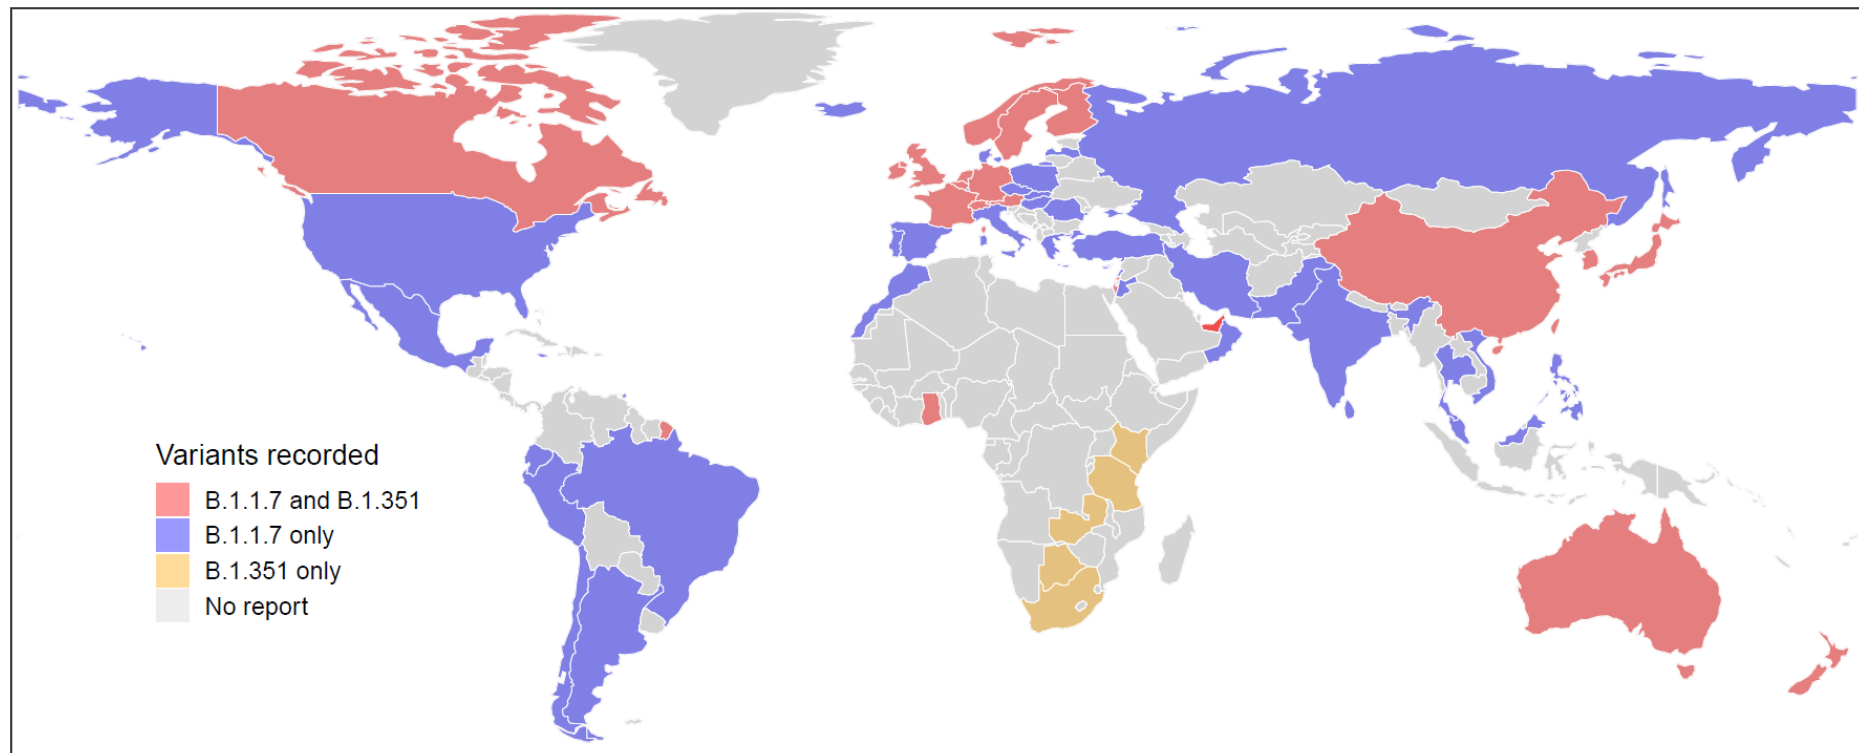 Variants recorded
B.1.1.7 and B.1.351
B.1.1.7 only
B.1.351 only
No report